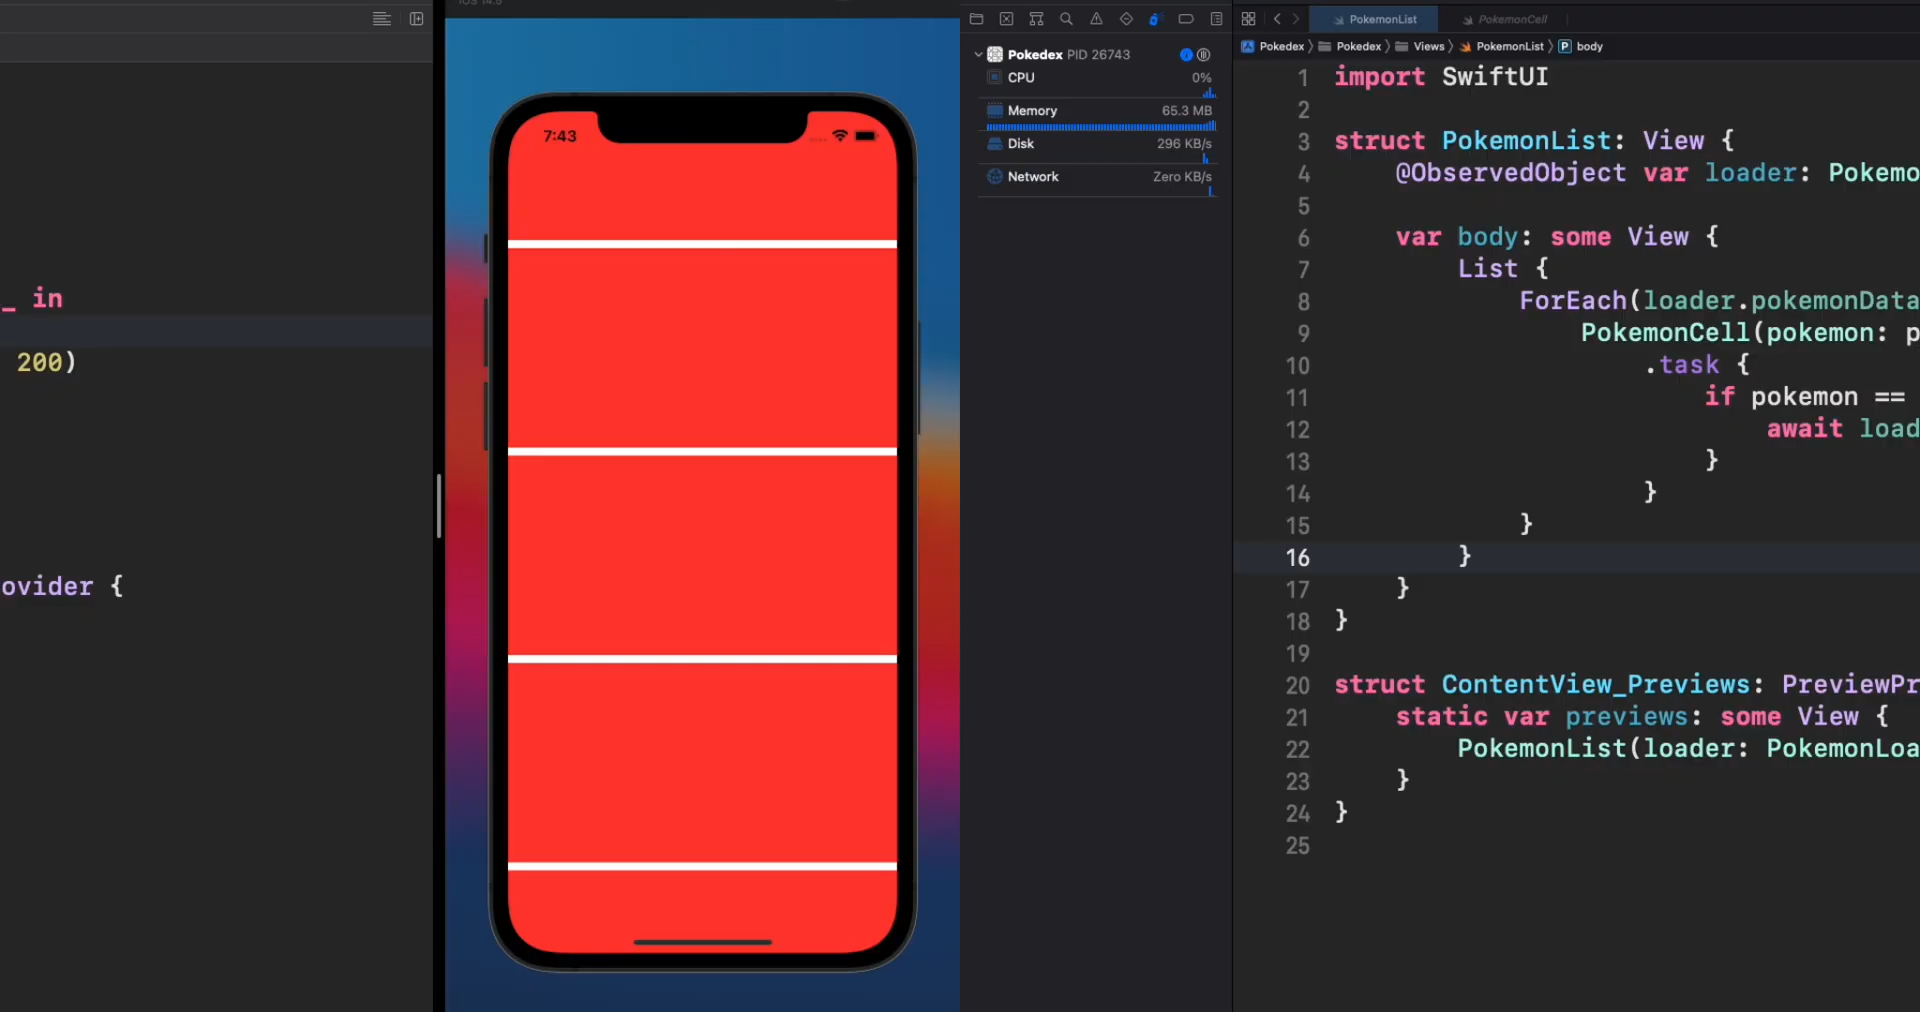 _ in
200)
ovider {
iOS 14.5
7:43
Pokedex PID 26743
CPU 0%
Memory 65.3 MB
Disk 296 KB/s
Network Zero KB/s
PokemonList PokemonCell
Pokedex Pokedex Views PokemonList P body
1 import SwiftUI
2
3 struct PokemonList: View {
4 @ObservedObject var loader: Pokemo
5
6 var body: some View {
7 List {
8 ForEach(loader.pokemonData
9 PokemonCell(pokemon: p
10 .task {
11 if pokemon ==
12 await load
13 }
14 }
15 }
16 }
17 }
18 }
19
20 struct ContentView_Previews: PreviewPr
21 static var previews: some View {
22 PokemonList(loader: PokemonLoa
23 }
24 }
25